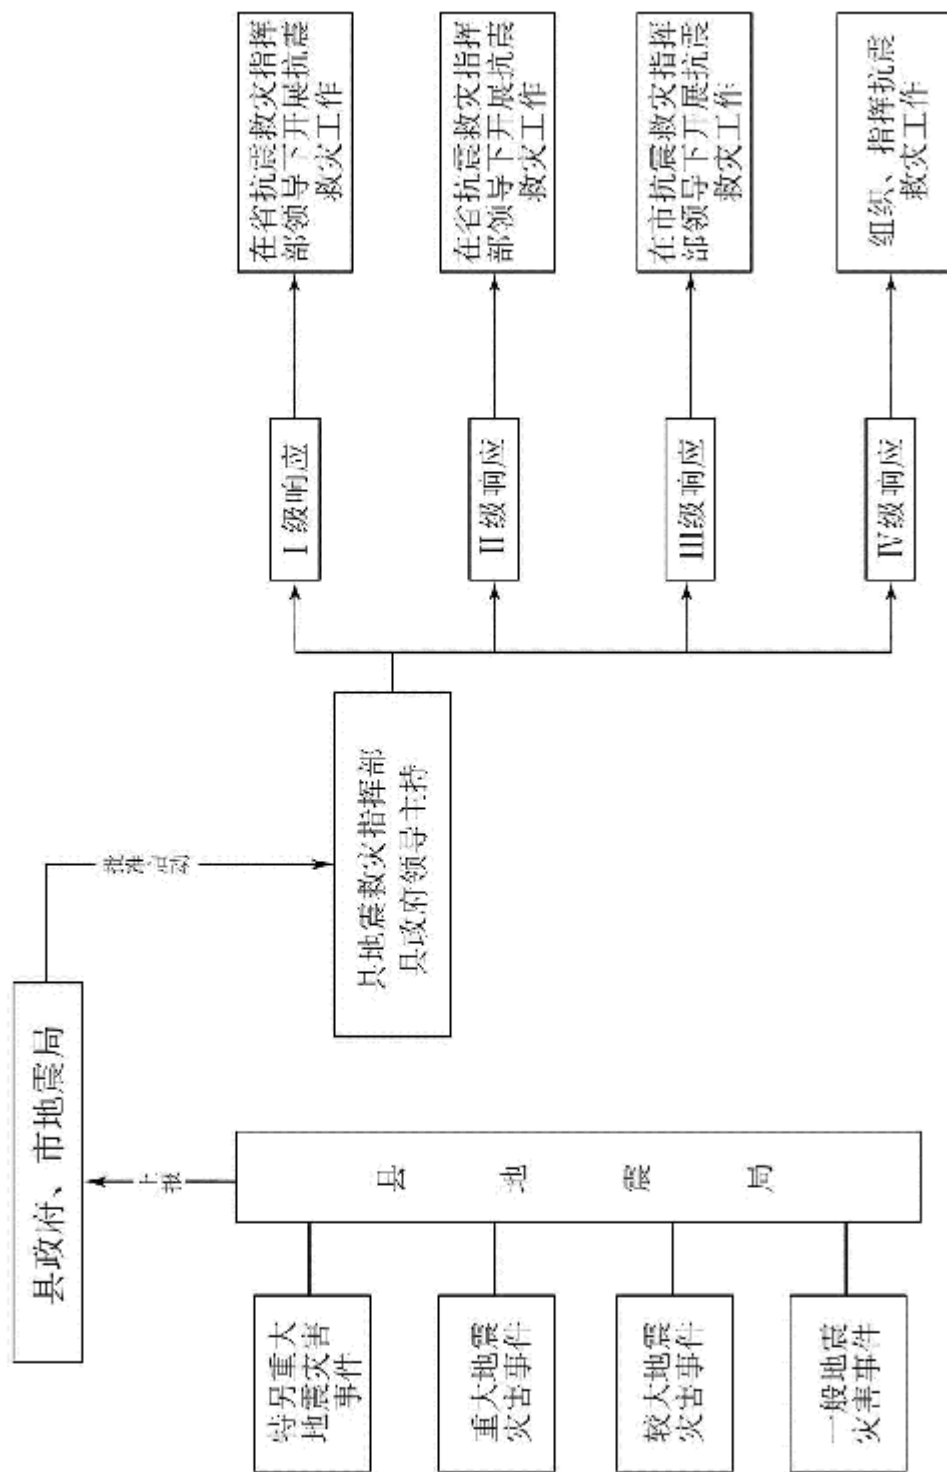 县政府、市地震局
上报
批准启动
特另重大
地震灾害
事件
重大地震
灾害事件
较大地震
灾害事件
一般地震
灾害事件
县地震局
县地震救灾指挥部
县政府领导主持
I级响应
II级响应
III级响应
IV级响应
在省抗震救灾指挥
部领导下开展抗震
救灾工作
在省抗震救灾指挥
部领导下开展抗震
救灾工作
在市抗震救灾指挥
部领导下开展抗震
救灾工作
组织、指挥抗震
救灾工作